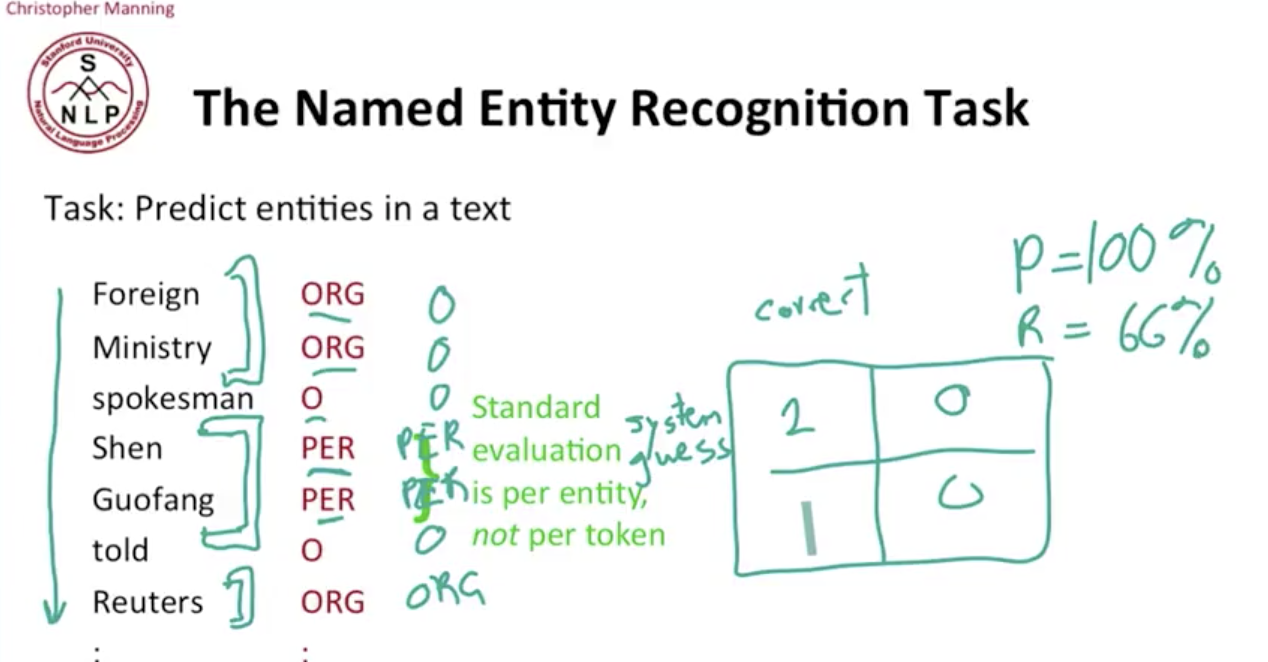 Christopher Manning
Stanford University
S
NLP
Natural Language Processing
The Named Entity Recognition Task
Task: Predict entities in a text
P=100%
R = 66%
correct
Foreign ORG O
Ministry ORG O
spokesman O O
Shen PER PER
Guofang PER PER
told O O
Reuters ORG ORG
: :
Standard
evaluation
is per entity,
not per token
system
guess
2 0
1 0